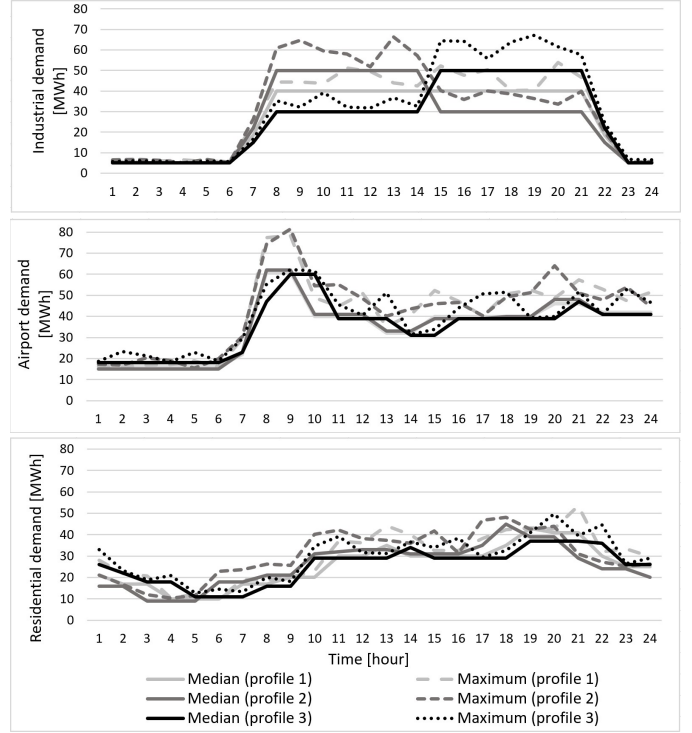 Industrial demand
[MWh]
80
70
60
50
40
30
20
10
0
1 2 3 4 5 6 7 8 9 10 11 12 13 14 15 16 17 18 19 20 21 22 23 24
Airport demand
[MWh]
80
70
60
50
40
30
20
10
0
1 2 3 4 5 6 7 8 9 10 11 12 13 14 15 16 17 18 19 20 21 22 23 24
Residential demand [MWh]
80
70
60
50
40
30
20
10
0
1 2 3 4 5 6 7 8 9 10 11 12 13 14 15 16 17 18 19 20 21 22 23 24
Time [hour]
Median (profile 1) Maximum (profile 1)
Median (profile 2) Maximum (profile 2)
Median (profile 3) Maximum (profile 3)